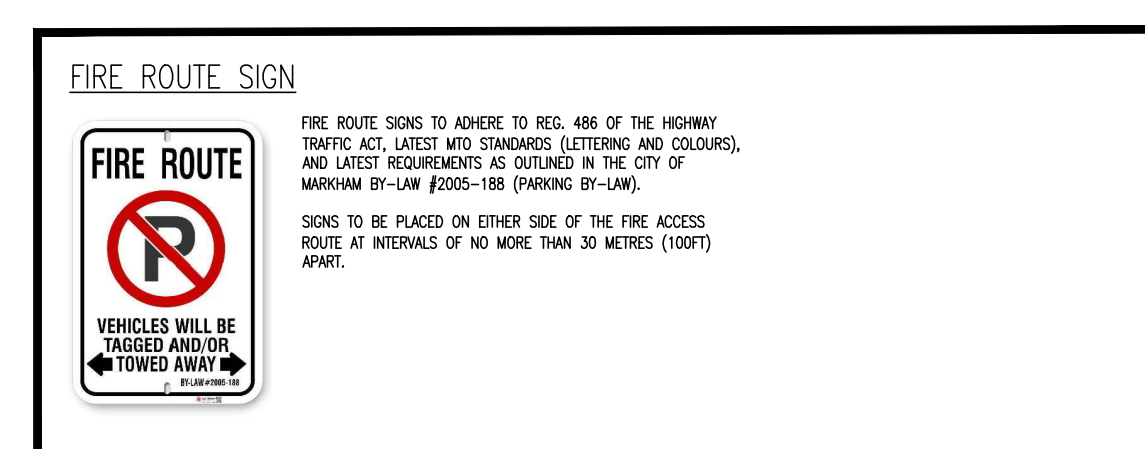 FIRE ROUTE SIGN
FIRE ROUTE
P
VEHICLES WILL BE
TAGGED AND/OR
TOWED AWAY
BY-LAW #2005-188
FIRE ROUTE SIGNS TO ADHERE TO REG. 486 OF THE HIGHWAY
TRAFFIC ACT, LATEST MTO STANDARDS (LETTERING AND COLOURS),
AND LATEST REQUIREMENTS AS OUTLINED IN THE CITY OF
MARKHAM BY-LAW #2005-188 (PARKING BY-LAW).
SIGNS TO BE PLACED ON EITHER SIDE OF THE FIRE ACCESS
ROUTE AT INTERVALS OF NO MORE THAN 30 METRES (100FT)
APART.